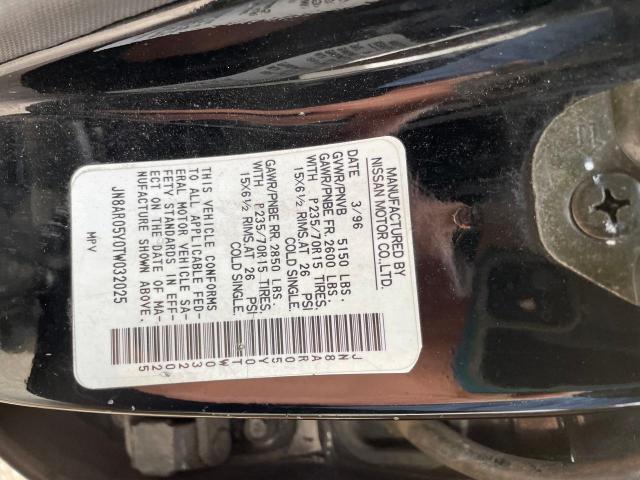 MANUFACTURED BY
NISSAN MOTOR CO.,LTD.
DATE 3/96
GVWR/PNVB 5150 LBS.
GAWR/PNBE FR.2600 LBS.
WITH P235/70R15 TIRES,
15X6½ RIMS,AT 26 PSI
COLD SINGLE.
GAWR/PNBE RR.2850 LBS.
WITH P235/70R15 TIRES.
15X6½ RIMS,AT 26 PSI
COLD SINGLE.
THIS VEHICLE CONFORMS
TO ALL APPLICABLE FED-
ERAL MOTOR VEHICLE SA-
FETY STANDARDS IN EFF-
ECT ON THE DATE OF MA-
NUFACTURE SHOWN ABOVE.
JN8AR05Y0TW032025
MPV
JN8AR05Y0TW032025